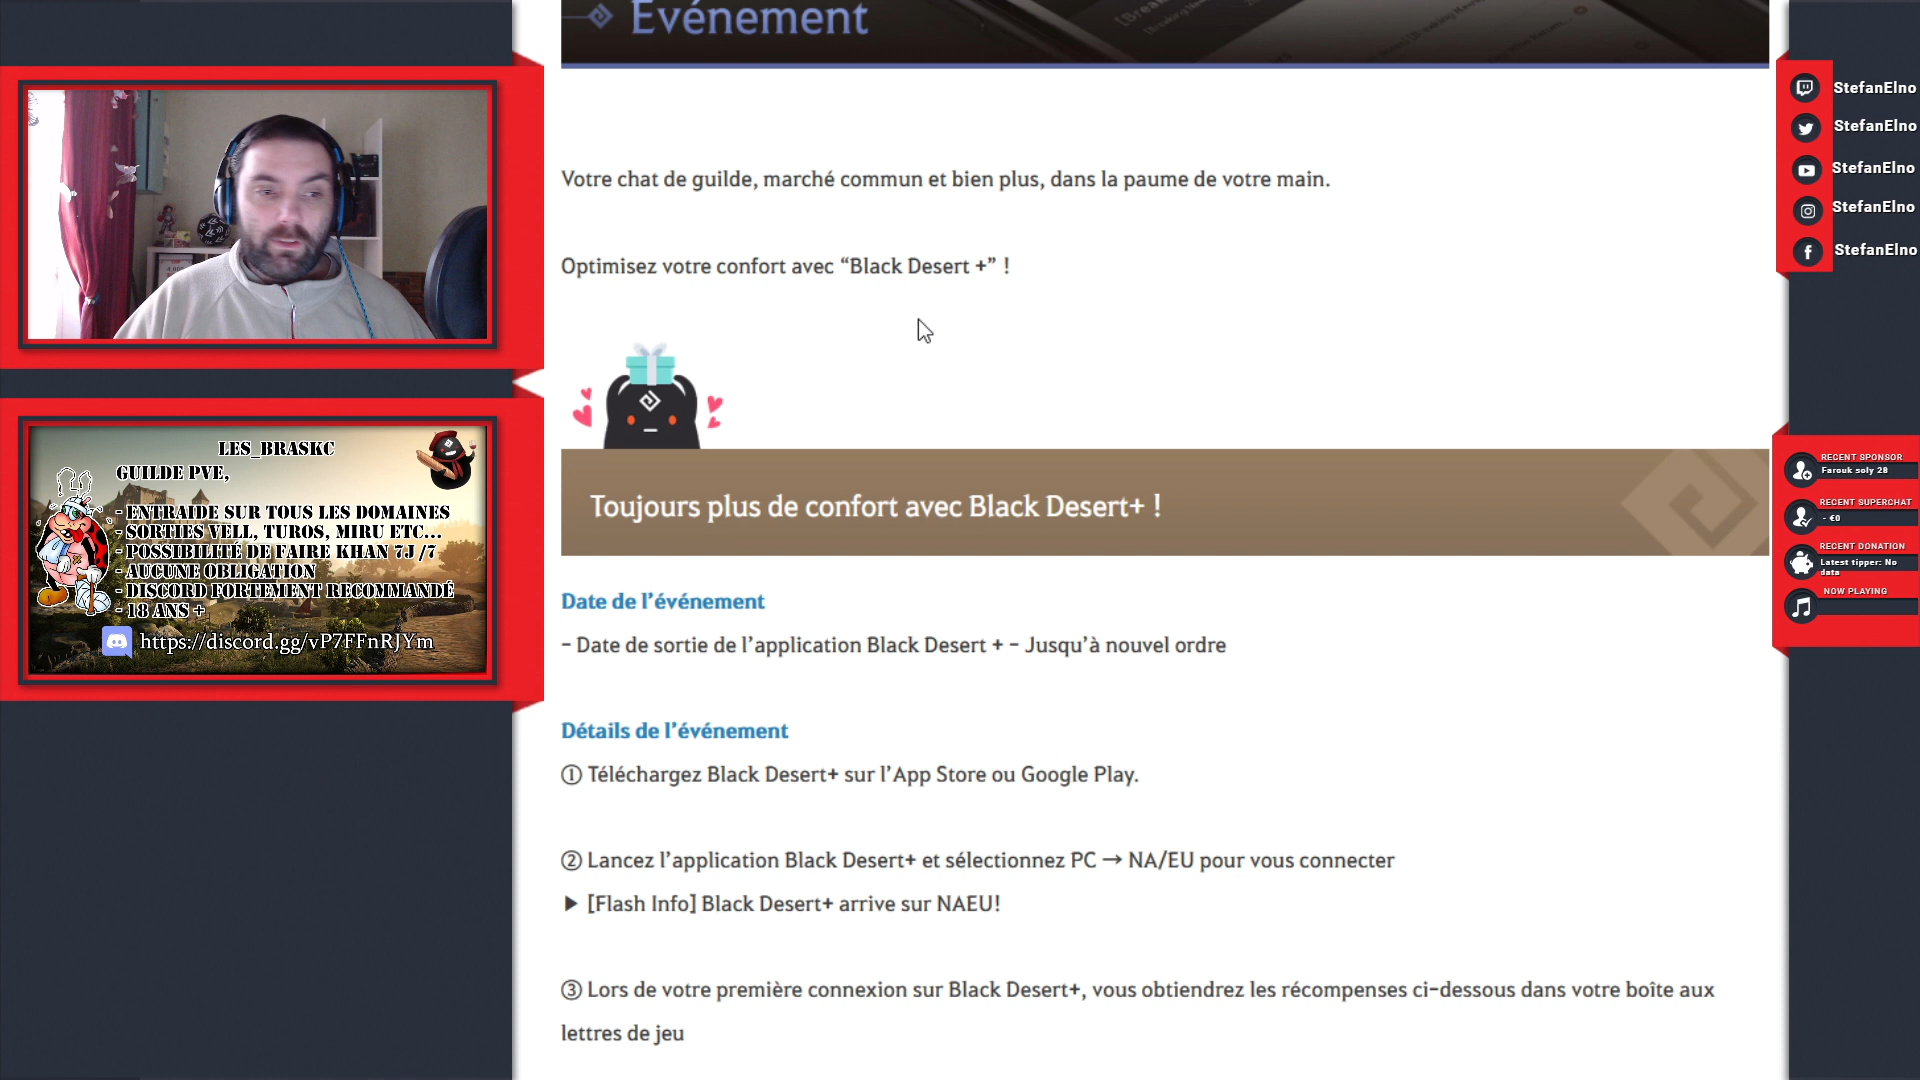 Événement
Votre chat de guilde, marché commun et bien plus, dans la paume de votre main.
Optimisez votre confort avec “Black Desert +” !
Toujours plus de confort avec Black Desert+ !
Date de l’événement
- Date de sortie de l’application Black Desert + - Jusqu’à nouvel ordre
Détails de l’événement
① Téléchargez Black Desert+ sur l’App Store ou Google Play.
② Lancez l’application Black Desert+ et sélectionnez PC → NA/EU pour vous connecter
▶ [Flash Info] Black Desert+ arrive sur NAEU!
③ Lors de votre première connexion sur Black Desert+, vous obtiendrez les récompenses ci-dessous dans votre boîte aux
lettres de jeu
LES_BRASKC
GUILDE PVE,
- ENTRAIDE SUR TOUS LES DOMAINES
- SORTIES VELL, TUROS, MIRU ETC...
- POSSIBILITÉ DE FAIRE KHAN 7J /7
- AUCUNE OBLIGATION
- DISCORD FORTEMENT RECOMMANDÉ
- 18 ANS +
https://discord.gg/vP7FFnRJYm
StefanElno
StefanElno
StefanElno
StefanElno
StefanElno
RECENT SPONSOR
Farouk soly 28
RECENT SUPERCHAT
- €0
RECENT DONATION
Latest tipper: No
data
NOW PLAYING